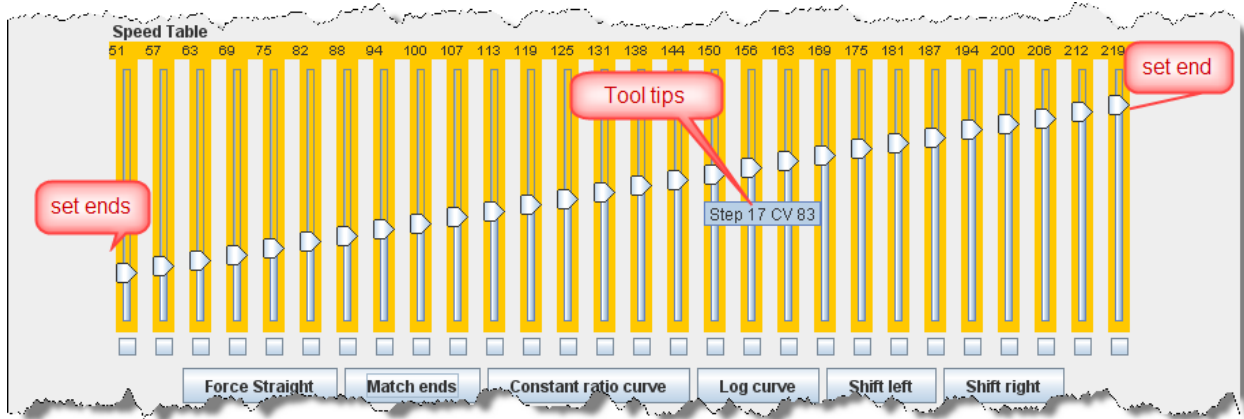 Speed Table
51 57 63 69 75 82 88 94 100 107 113 119 125 131 138 144 150 156 163 169 175 181 187 194 200 206 212 219
set end
Tool tips
set ends
Step 17 CV 83
Force Straight Match ends Constant ratio curve Log curve Shift left Shift right